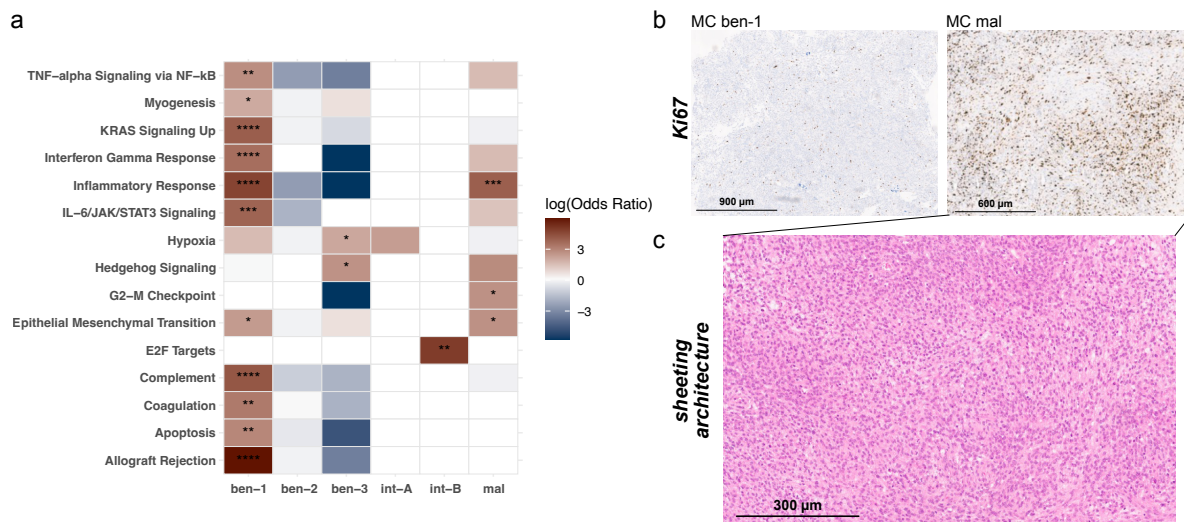 a
TNF−alpha Signaling via NF−kB
Myogenesis
KRAS Signaling Up
Interferon Gamma Response
Inflammatory Response
IL−6/JAK/STAT3 Signaling
Hypoxia
Hedgehog Signaling
G2−M Checkpoint
Epithelial Mesenchymal Transition
E2F Targets
Complement
Coagulation
Apoptosis
Allograft Rejection
**
*
****
****
**** ***
***
*
*
*
* *
**
****
**
**
****
ben−1 ben−2 ben−3 int−A int−B mal
log(Odds Ratio)
3
0
−3
b
MC ben-1
MC mal
Ki67
900 µm
600 µm
c
sheeting
architecture
300 µm